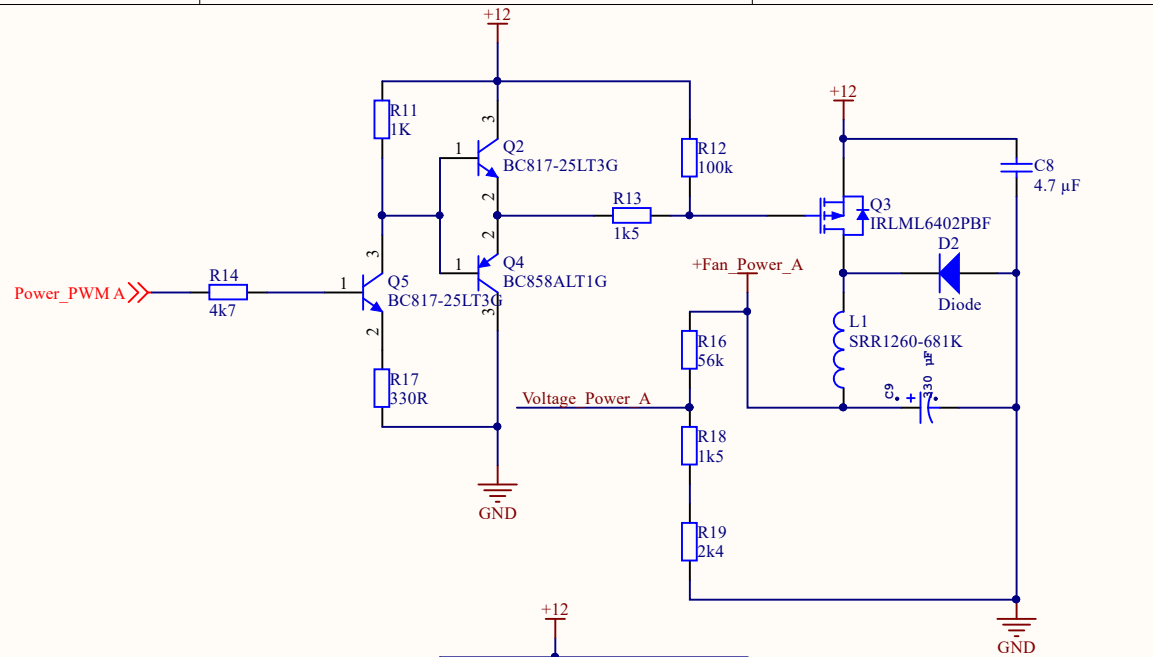 +12
R11
1K
3
1
Q2
BC817-25LT3G
2
R12
100k
+12
C8
4.7 µF
R13
1k5
Q3
IRLML6402PBF
2
3
1
Q4
BC858ALT1G
3
+Fan_Power_A
D2
Diode
Power_PWM A
R14
4k7
1
Q5
BC817-25LT3G
2
L1
SRR1260-681K
R16
56k
R17
330R
Voltage_Power_A
C9
+
330 µF
R18
1k5
GND
R19
2k4
+12
GND